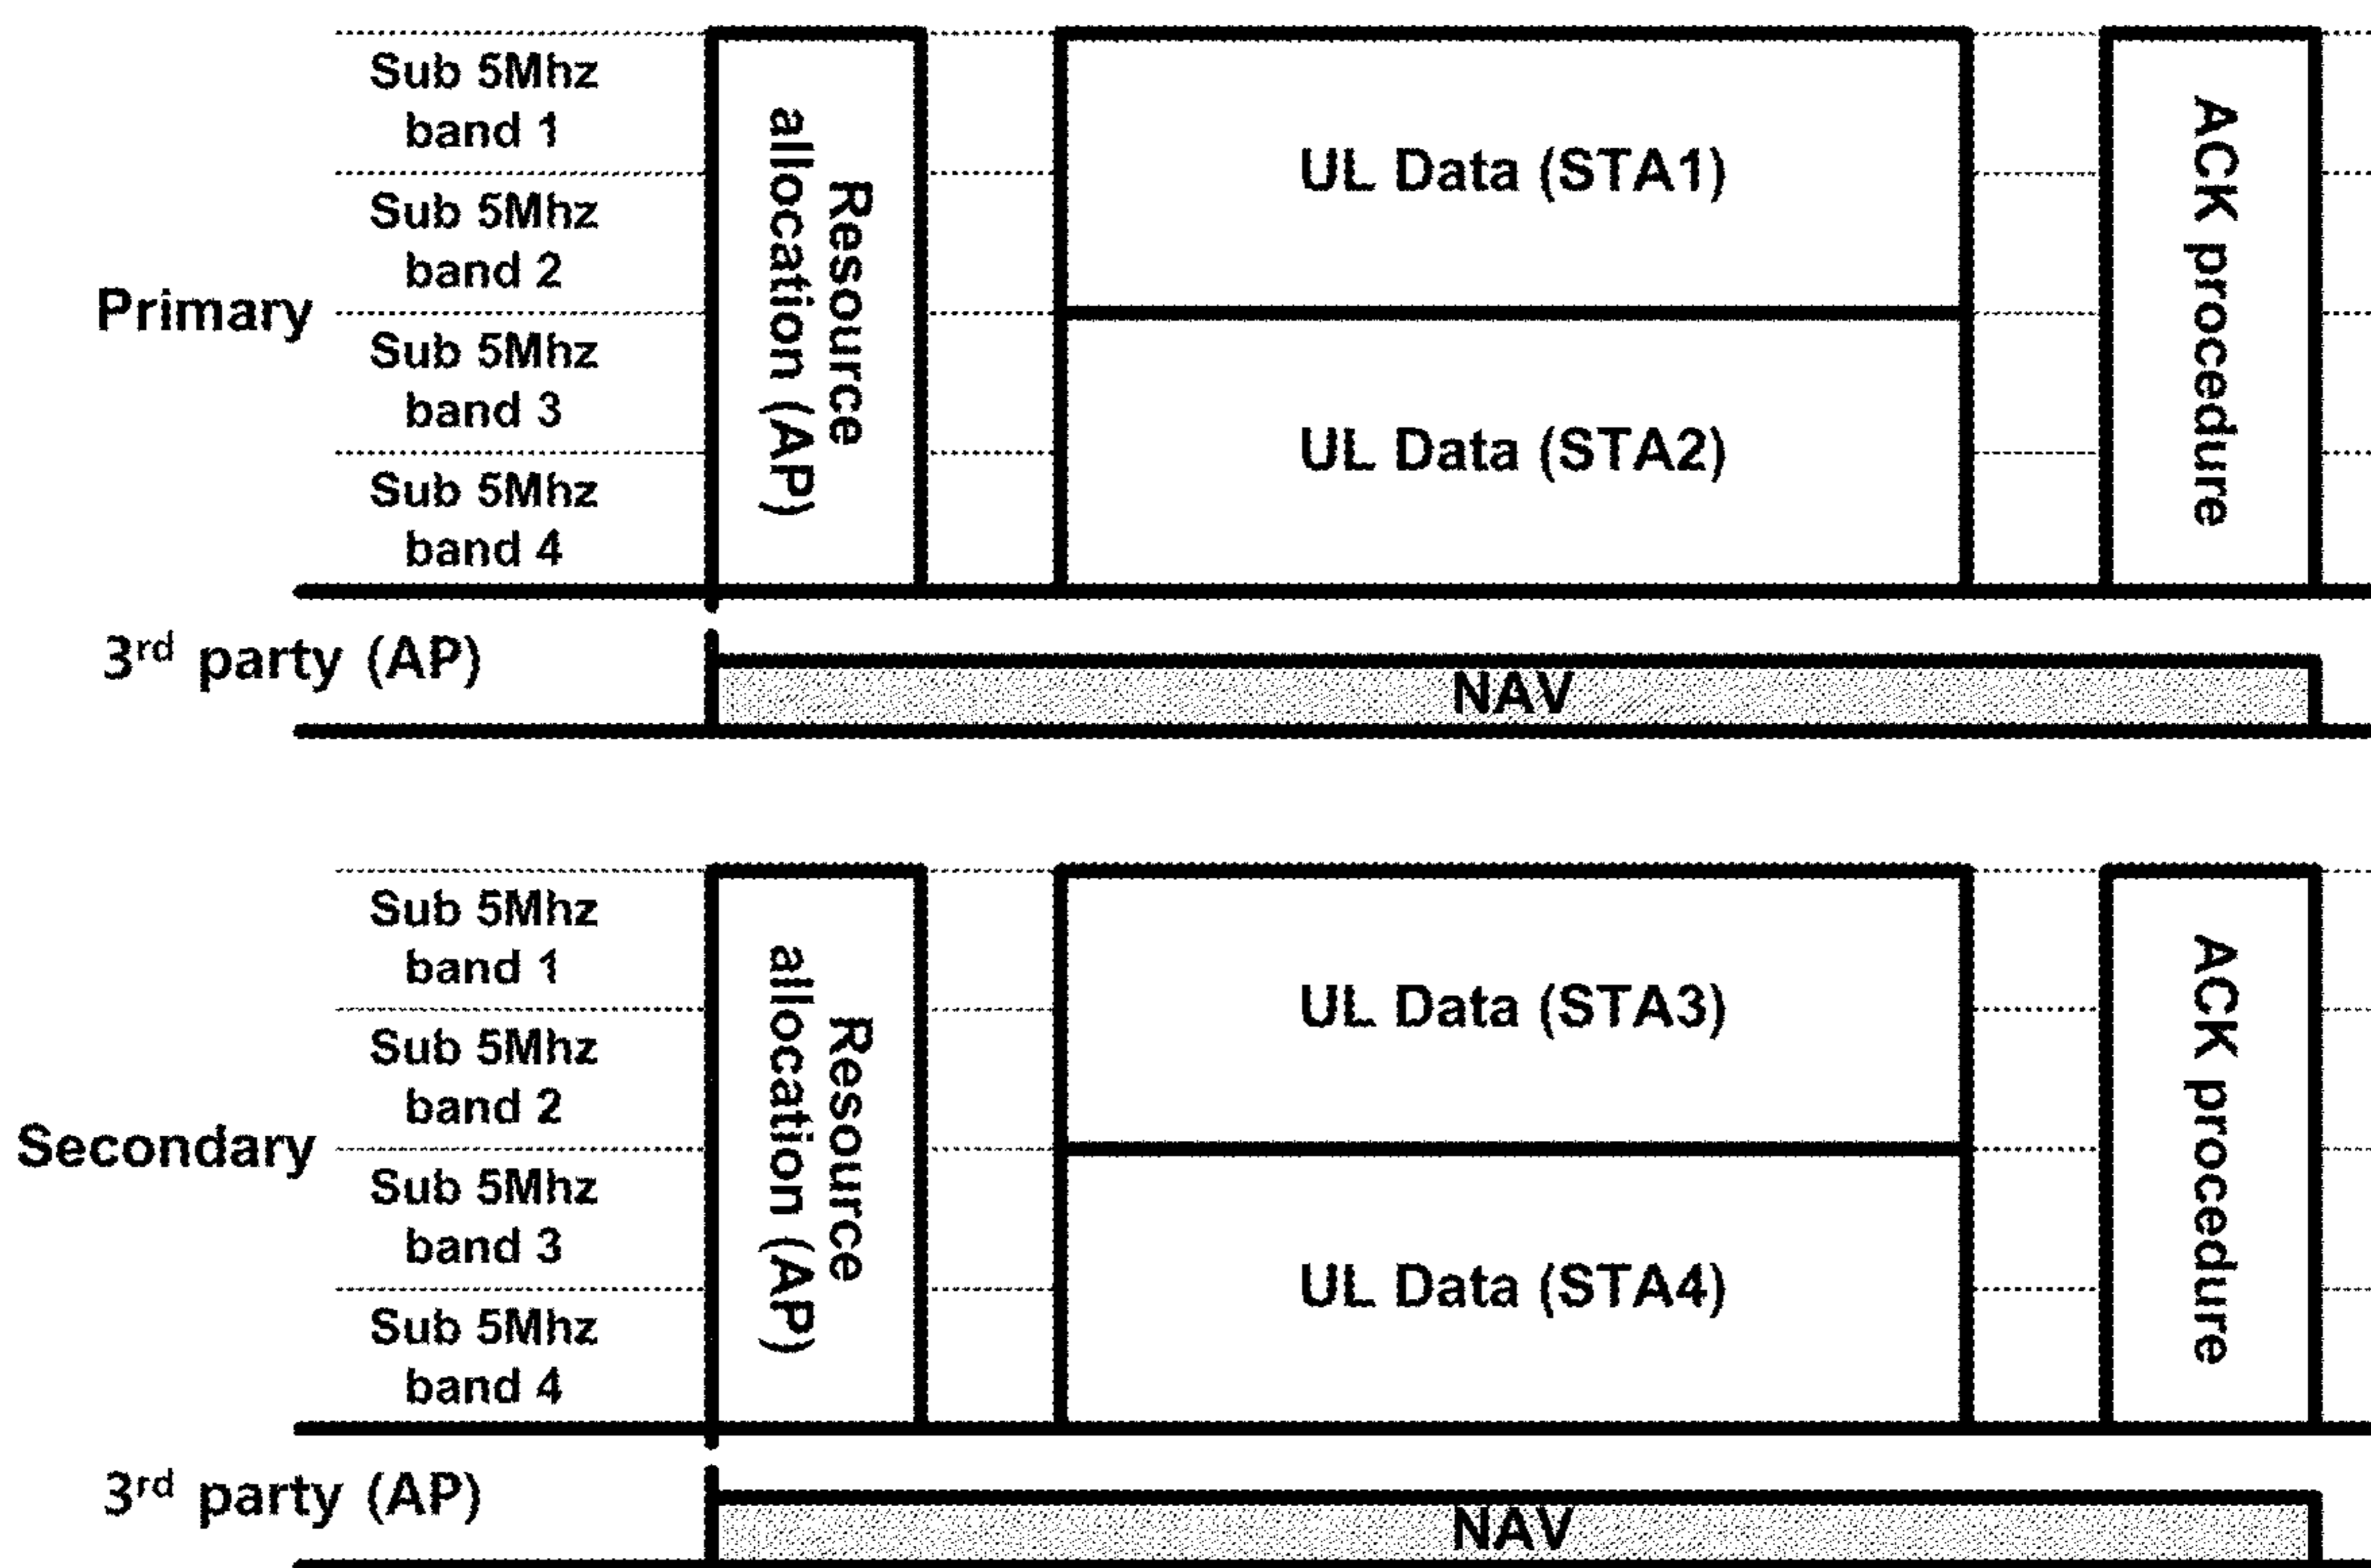 Primary
Sub 5Mhz
band 1
Sub 5Mhz
band 2
Sub 5Mhz
band 3
Sub 5Mhz
band 4
Resource
allocation (AP)
UL Data (STA1)
UL Data (STA2)
ACK procedure
3rd party (AP)
NAV
Secondary
Sub 5Mhz
band 1
Sub 5Mhz
band 2
Sub 5Mhz
band 3
Sub 5Mhz
band 4
Resource
allocation (AP)
UL Data (STA3)
UL Data (STA4)
ACK procedure
3rd party (AP)
NAV